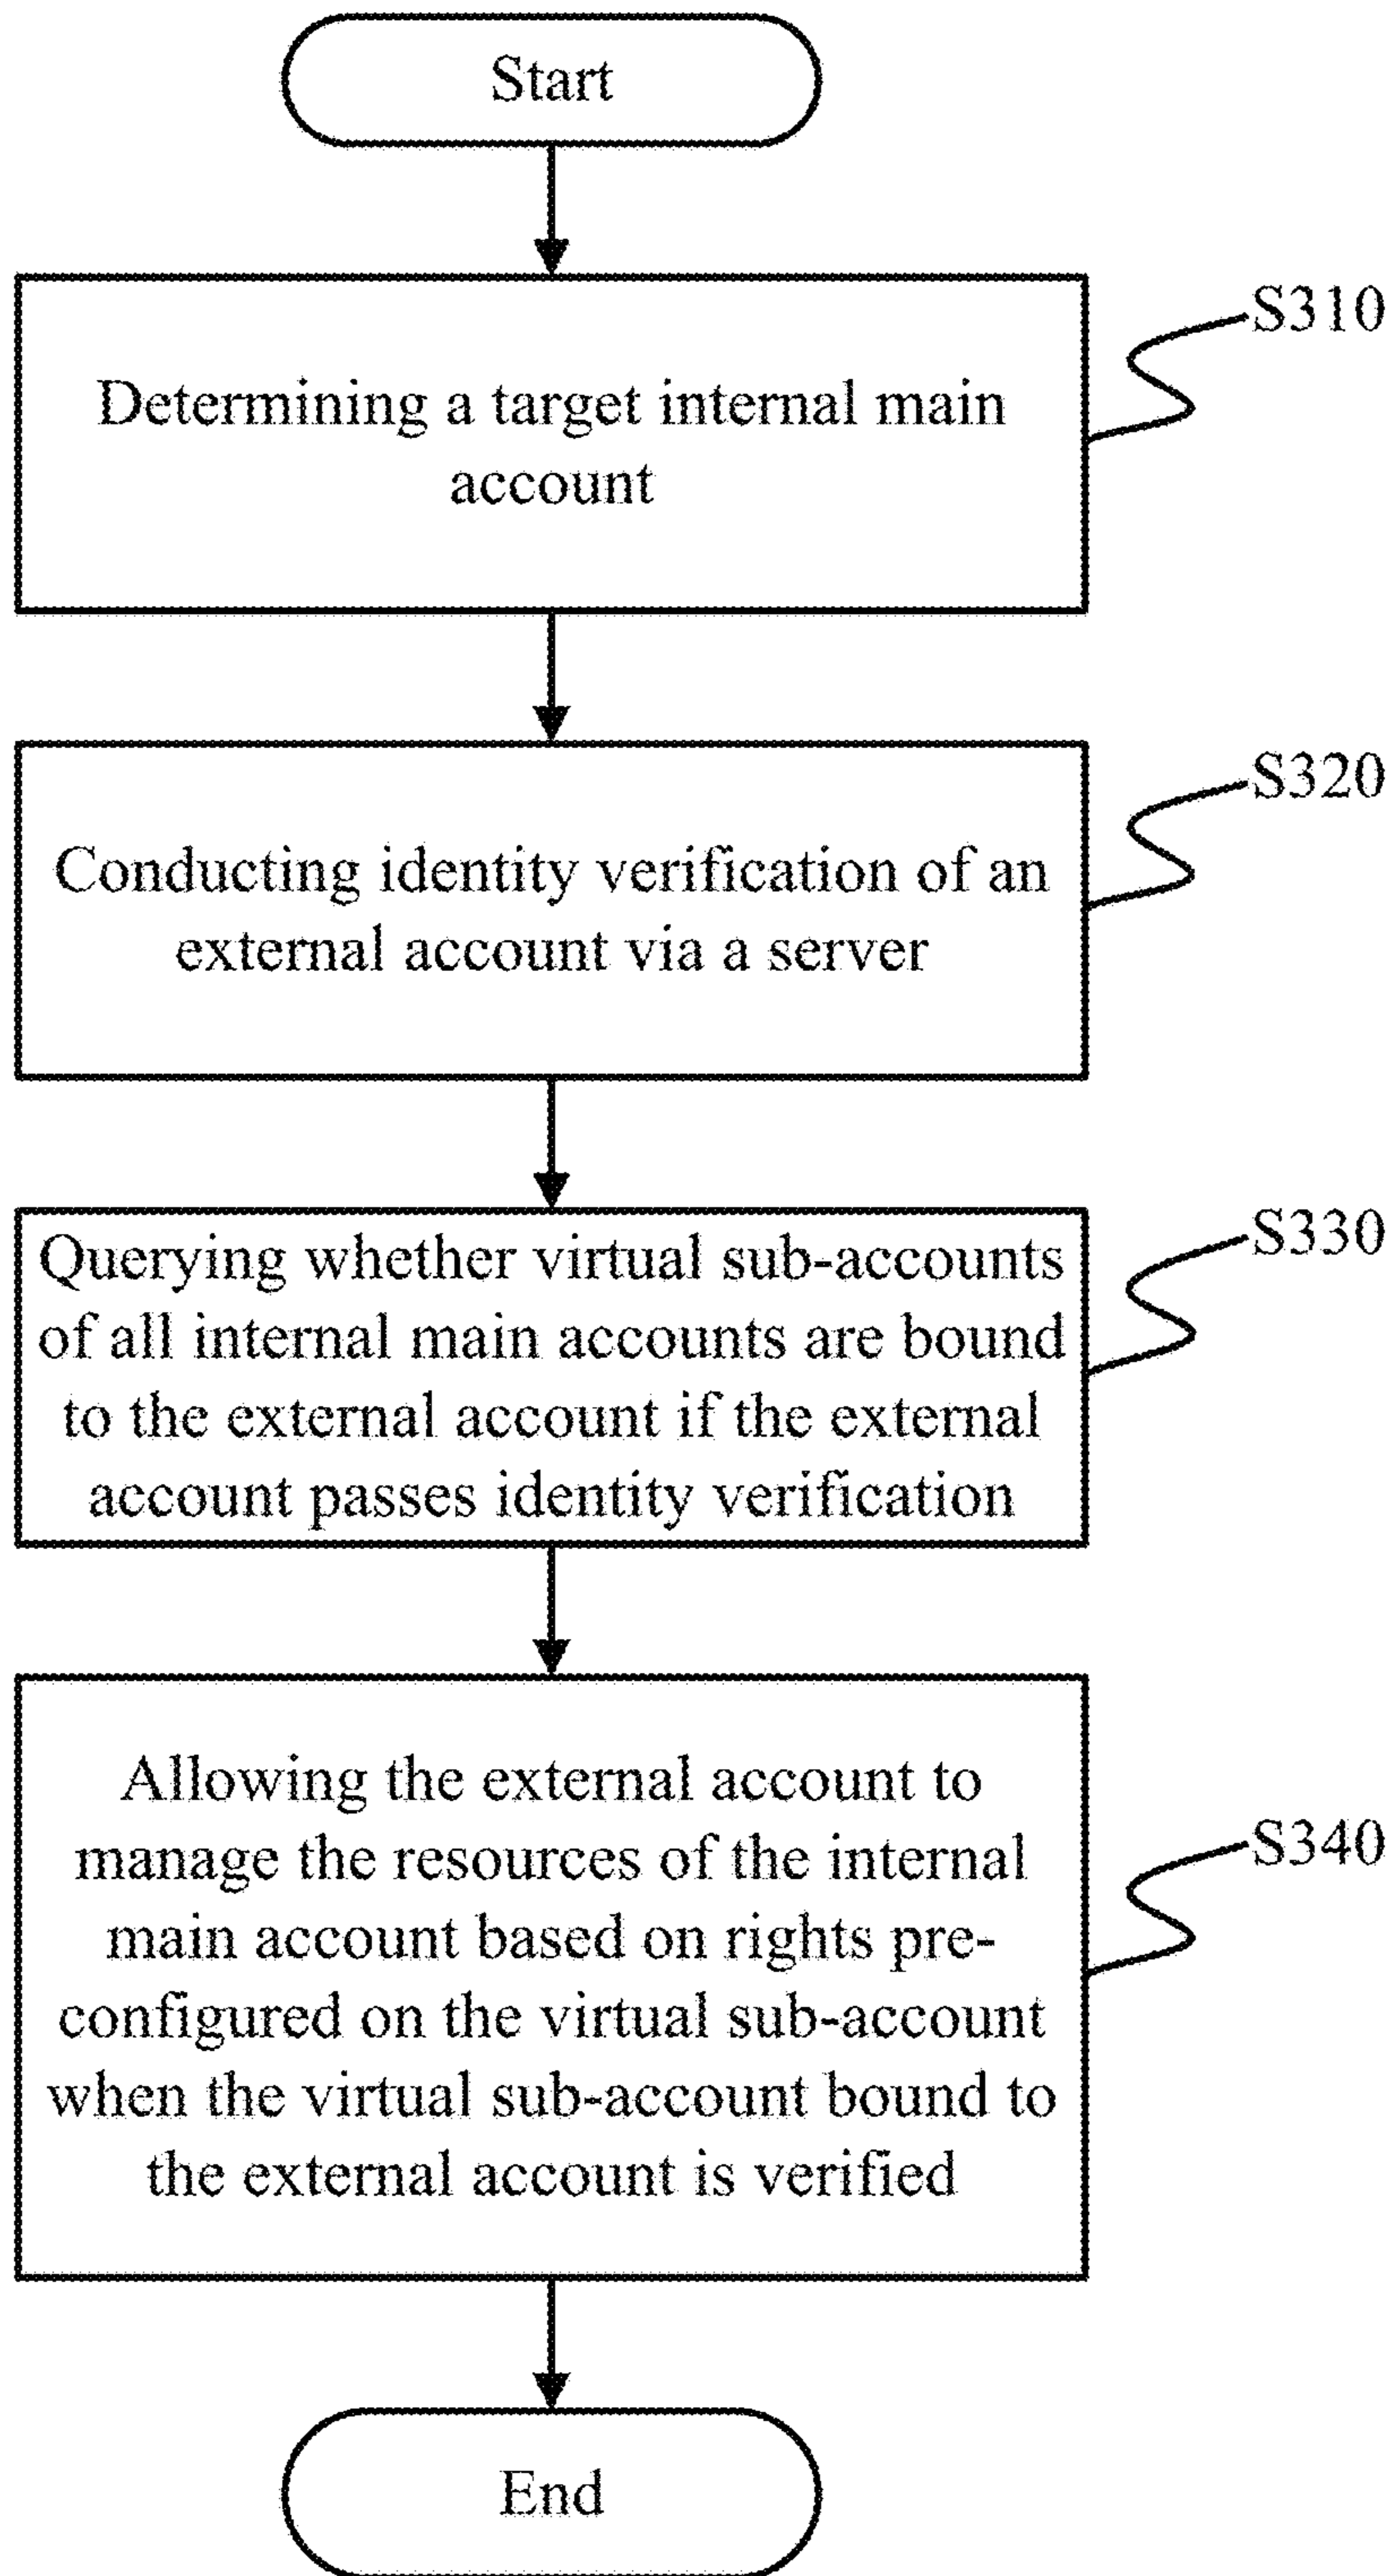 Start
S310
Determining a target internal main
account
S320
Conducting identity verification of an
external account via a server
S330
Querying whether virtual sub-accounts
of all internal main accounts are bound
to the external account if the external
account passes identity verification
S340
Allowing the external account to
manage the resources of the internal
main account based on rights pre-
configured on the virtual sub-account
when the virtual sub-account bound to
the external account is verified
End